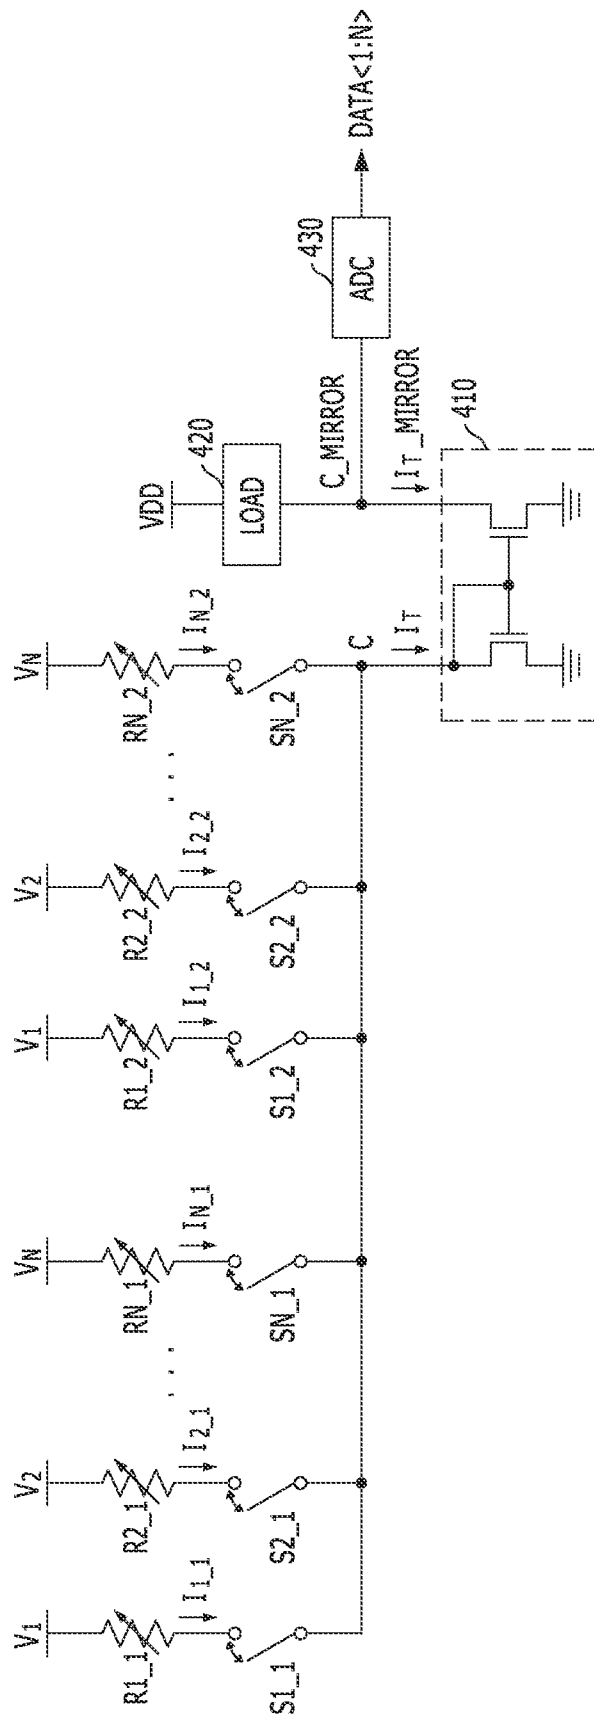 V1
V2
VN
V1
V2
VN
VDD
R1_1
R2_1
RN_1
R1_2
R2_2
RN_2
I1_1
I2_1
IN_1
I1_2
I2_2
IN_2
. . .
. . .
S1_1
S2_1
SN_1
S1_2
S2_2
SN_2
LOAD
420
C
C_MIRROR
ADC
430
DATA<1:N>
IT
IT_MIRROR
410